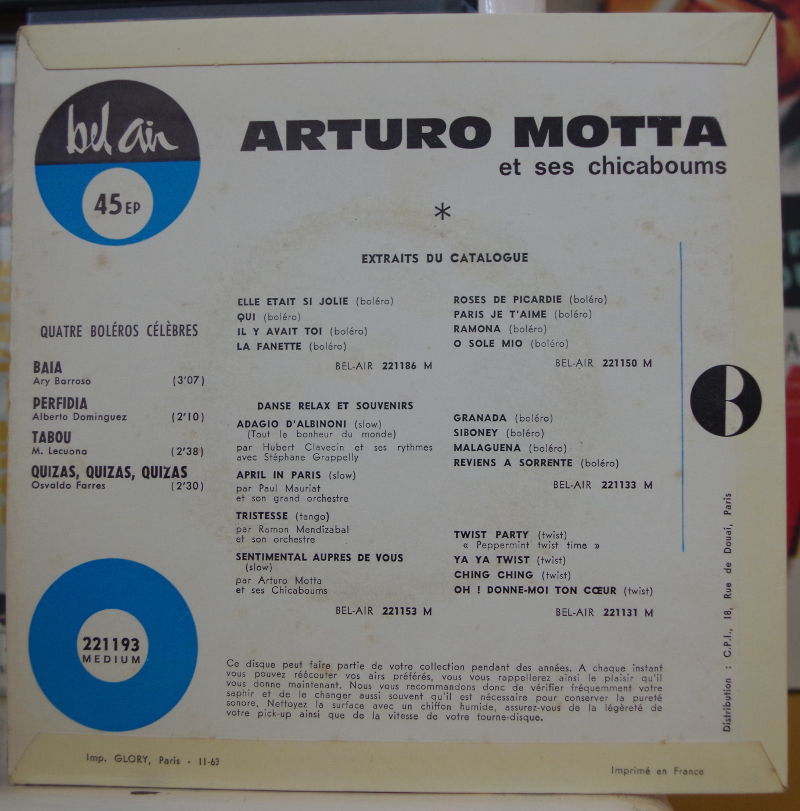 bel air
45 EP
ARTURO MOTTA
et ses chicaboums
*
EXTRAITS DU CATALOGUE
QUATRE BOLÉROS CÉLÈBRES
BAIA
Ary Barroso (3'07)
PERFIDIA
Alberto Dominguez (2'10)
TABOU
M. Lecuona (2'38)
QUIZAS, QUIZAS, QUIZAS
Osvaldo Farres (2'30)
221193
MEDIUM
ELLE ETAIT SI JOLIE (boléro)
QUI (boléro)
IL Y AVAIT TOI (boléro)
LA FANETTE (boléro)
BEL-AIR 221186 M
DANSE RELAX ET SOUVENIRS
ADAGIO D'ALBINONI (slow)
(Tout le bonheur du monde)
par Hubert Clavecin et ses rythmes
avec Stéphane Grappelly
APRIL IN PARIS (slow)
par Paul Mauriat
et son grand orchestre
TRISTESSE (tango)
par Ramon Mendizabal
et son orchestre
SENTIMENTAL AUPRES DE VOUS
(slow)
par Arturo Motta
et ses Chicaboums
BEL-AIR 221153 M
ROSES DE PICARDIE (boléro)
PARIS JE T'AIME (boléro)
RAMONA (boléro)
O SOLE MIO (boléro)
BEL-AIR 221150 M
GRANADA (boléro)
SIBONEY (boléro)
MALAGUENA (boléro)
REVIENS A SORRENTE (boléro)
BEL-AIR 221133 M
TWIST PARTY (twist)
« Peppermint twist time »
YA YA TWIST (twist)
CHING CHING (twist)
OH ! DONNE-MOI TON CŒUR (twist)
BEL-AIR 221131 M
B
Distribution : C.P.I., 18, Rue de Douai, Paris
Ce disque peut faire partie de votre collection pendant des années. A chaque instant
vous pouvez réécouter vos airs préférés, vous vous rappellerez ainsi le plaisir qu'il
vous donne maintenant. Nous vous recommandons donc de vérifier fréquemment votre
saphir et de le changer aussi souvent qu'il est nécessaire pour conserver la pureté
sonore. Nettoyez la surface avec un chiffon humide, assurez-vous de la légèreté de
votre pick-up ainsi que de la vitesse de votre tourne-disque.
Imp. GLORY, Paris - 11-63
Imprimé en France